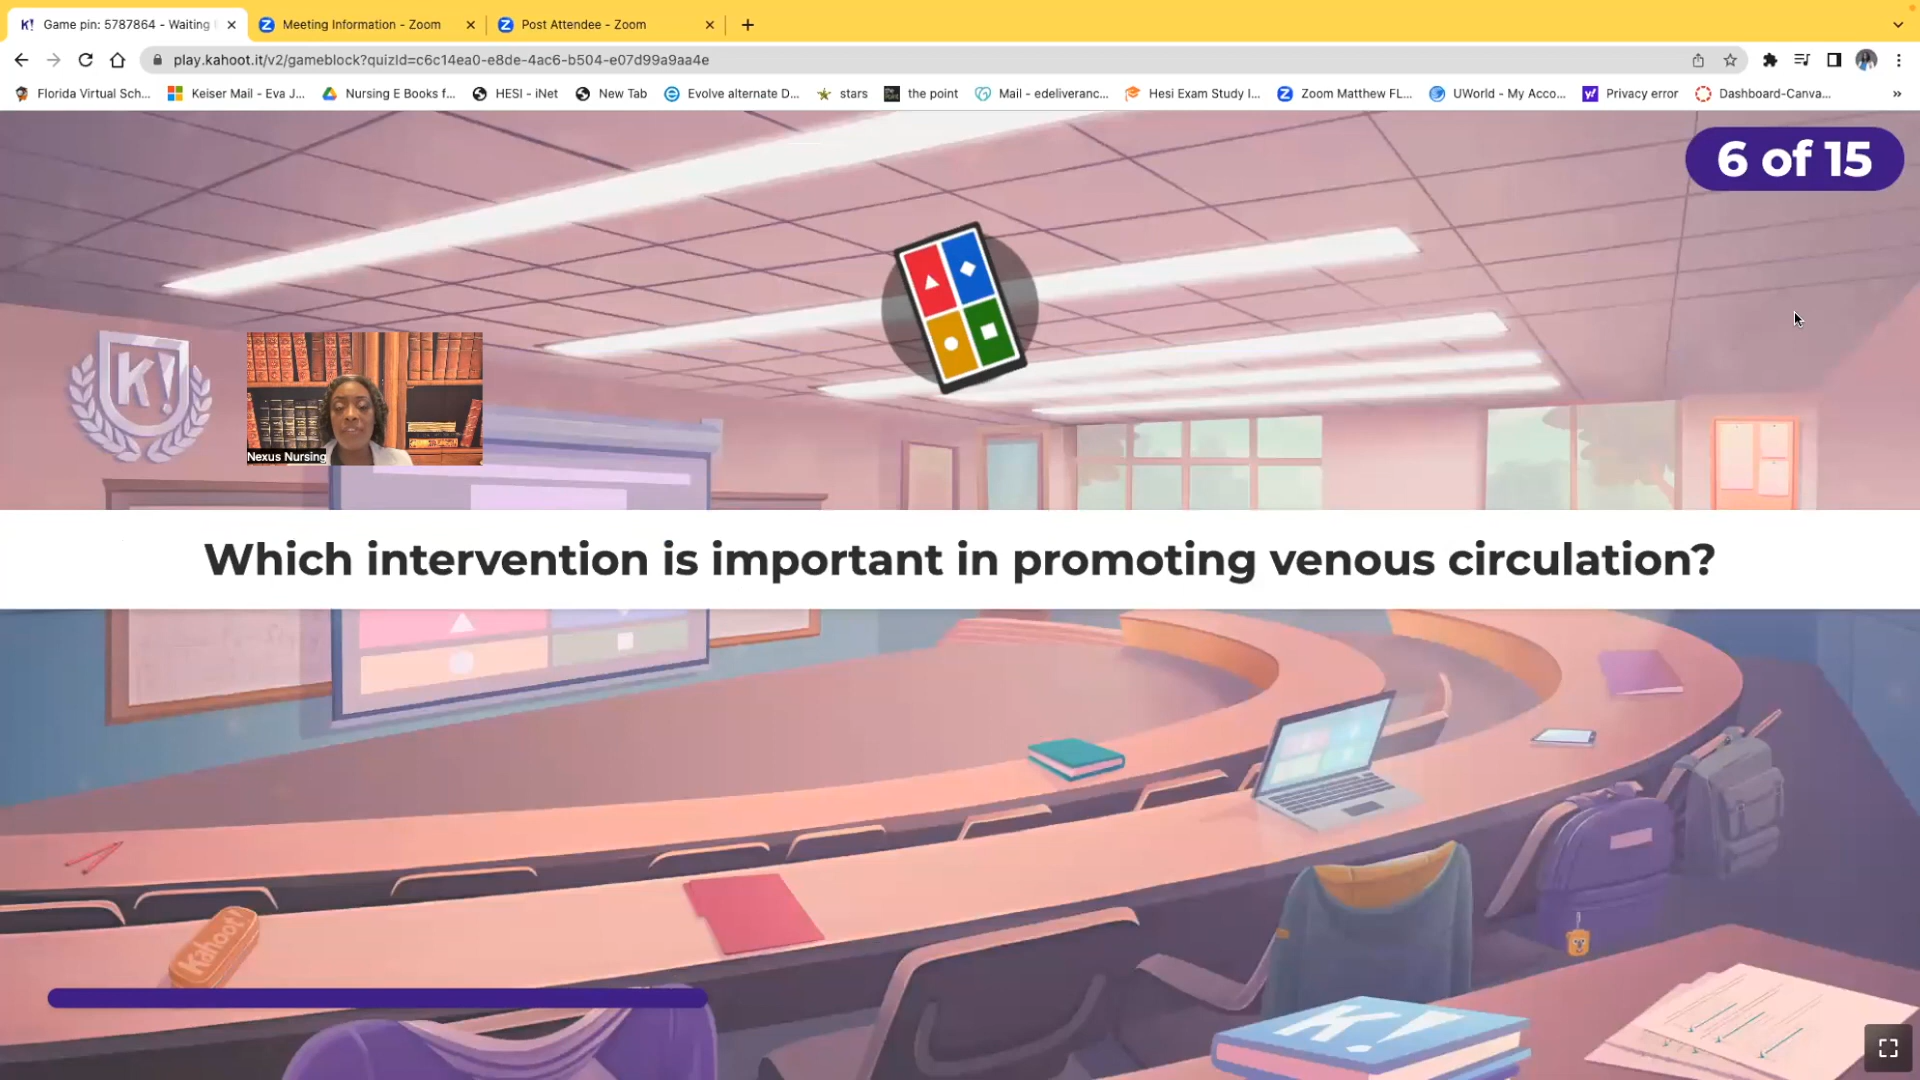 Game pin: 5787864 - Waiting
Meeting Information - Zoom
Post Attendee - Zoom
play.kahoot.it/v2/gameblock?quizId=c6c14ea0-e8de-4ac6-b504-e07d99a9aa4e
Florida Virtual Sch...
Keiser Mail - Eva J...
Nursing E Books f...
HESI - iNet
New Tab
Evolve alternate D...
stars
the point
Mail - edeliveranc...
Hesi Exam Study I...
Zoom Matthew FL...
UWorld - My Acco...
Privacy error
Dashboard-Canva...
6 of 15
K!
Nexus Nursing
Which intervention is important in promoting venous circulation?
Kahoot!
K!